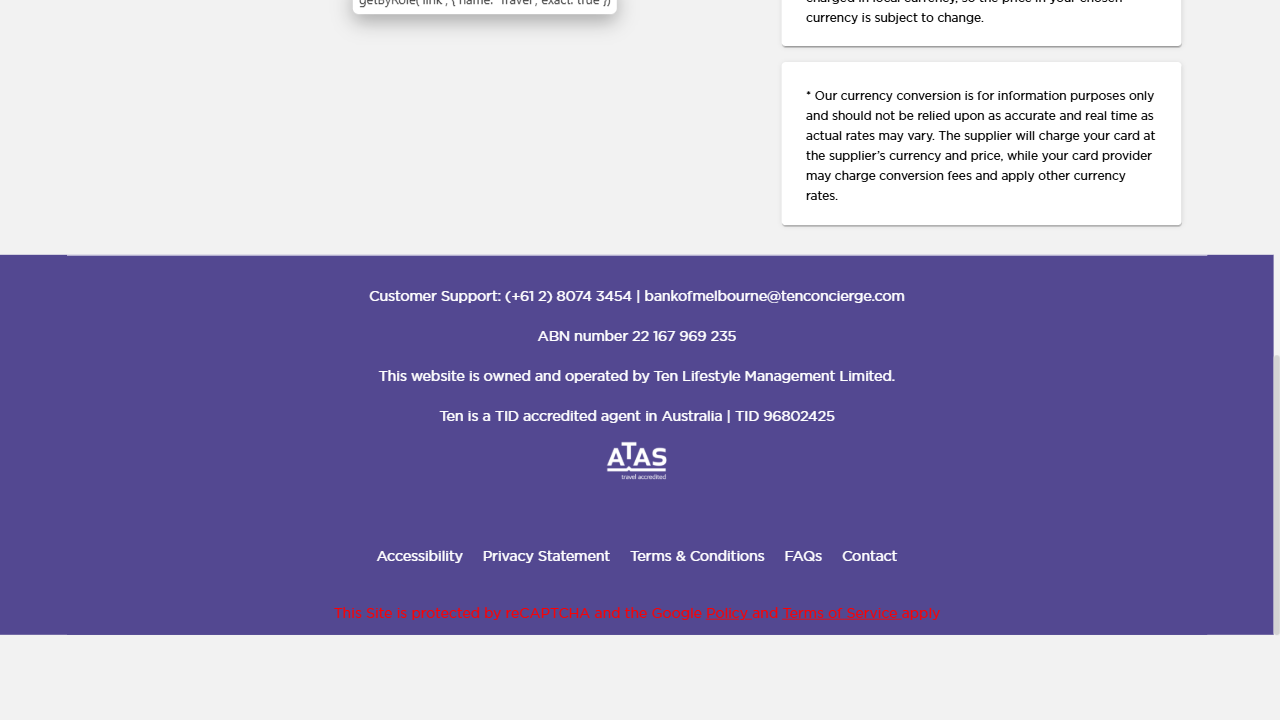 getByRole('link', { name: 'Travel', exact: true })
charged in local currency, so the price in your chosen
currency is subject to change.
* Our currency conversion is for information purposes only
and should not be relied upon as accurate and real time as
actual rates may vary. The supplier will charge your card at
the supplier's currency and price, while your card provider
may charge conversion fees and apply other currency
rates.
Customer Support: (+61 2) 8074 3454 | bankofmelbourne@tenconcierge.com
ABN number 22 167 969 235
This website is owned and operated by Ten Lifestyle Management Limited.
Ten is a TID accredited agent in Australia | TID 96802425
ATAS
travel accredited
Accessibility Privacy Statement Terms & Conditions FAQs Contact
This Site is protected by reCAPTCHA and the Google Policy and Terms of Service apply